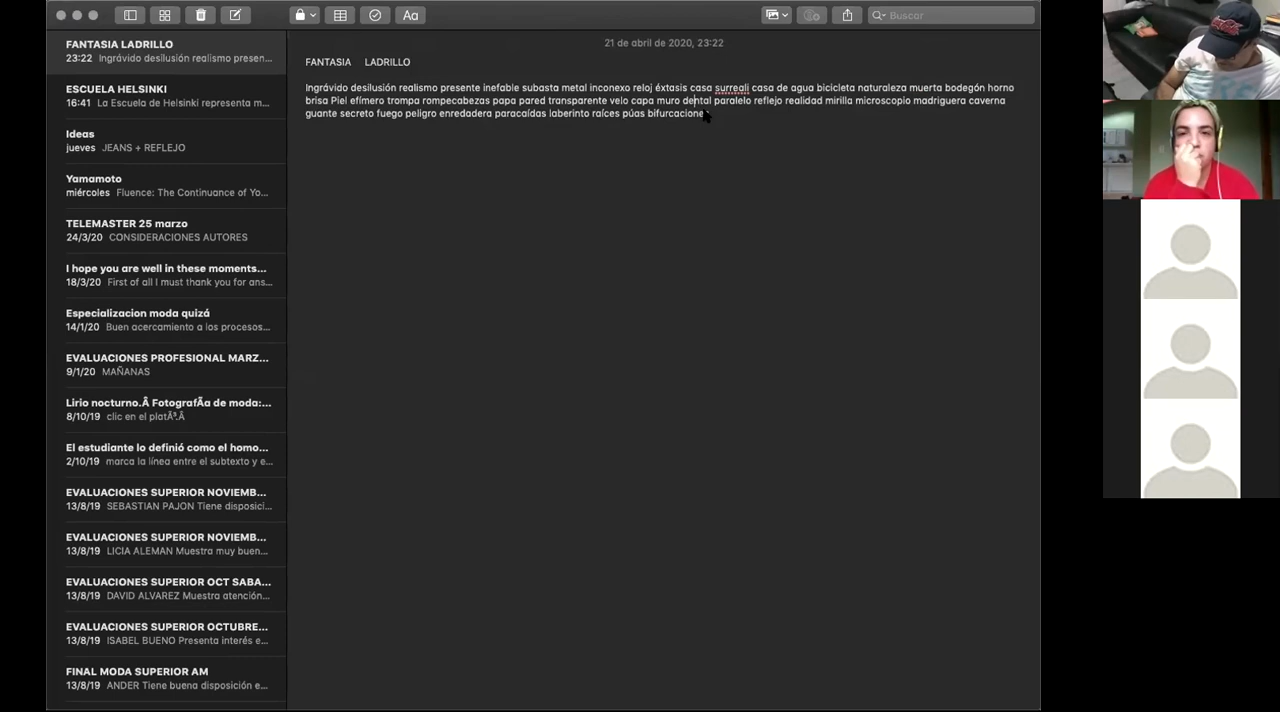 Aa
Buscar
FANTASIA LADRILLO
23:22 Ingrávido desilusión realismo presen...
ESCUELA HELSINKI
16:41 La Escuela de Helsinki representa m...
Ideas
jueves JEANS + REFLEJO
Yamamoto
miércoles Fluence: The Continuance of Yo...
TELEMASTER 25 marzo
24/3/20 CONSIDERACIONES AUTORES
I hope you are well in these moments...
18/3/20 First of all I must thank you for ans...
Especializacion moda quizá
14/1/20 Buen acercamiento a los procesos...
EVALUACIONES PROFESIONAL MARZ...
9/1/20 MAÑANAS
Lirio nocturno.Â FotografÃa de moda:...
8/10/19 clic en el platÃ³.Â
El estudiante lo definió como el homo...
2/10/19 marca la línea entre el subtexto y e...
EVALUACIONES SUPERIOR NOVIEMB...
13/8/19 SEBASTIAN PAJON Tiene disposici...
EVALUACIONES SUPERIOR NOVIEMB...
13/8/19 LICIA ALEMAN Muestra muy buen...
EVALUACIONES SUPERIOR OCT SABA...
13/8/19 DAVID ALVAREZ Muestra atención...
EVALUACIONES SUPERIOR OCTUBRE...
13/8/19 ISABEL BUENO Presenta interés e...
FINAL MODA SUPERIOR AM
13/8/19 ANDER Tiene buena disposición e...
21 de abril de 2020, 23:22
FANTASIA LADRILLO
Ingrávido desilusión realismo presente inefable subasta metal inconexo reloj éxtasis casa surreali casa de agua bicicleta naturaleza muerta bodegón horno
brisa Piel efímero trompa rompecabezas papa pared transparente velo capa muro dental paralelo reflejo realidad mirilla microscopio madriguera caverna
guante secreto fuego peligro enredadera paracaídas laberinto raíces púas bifurcacione